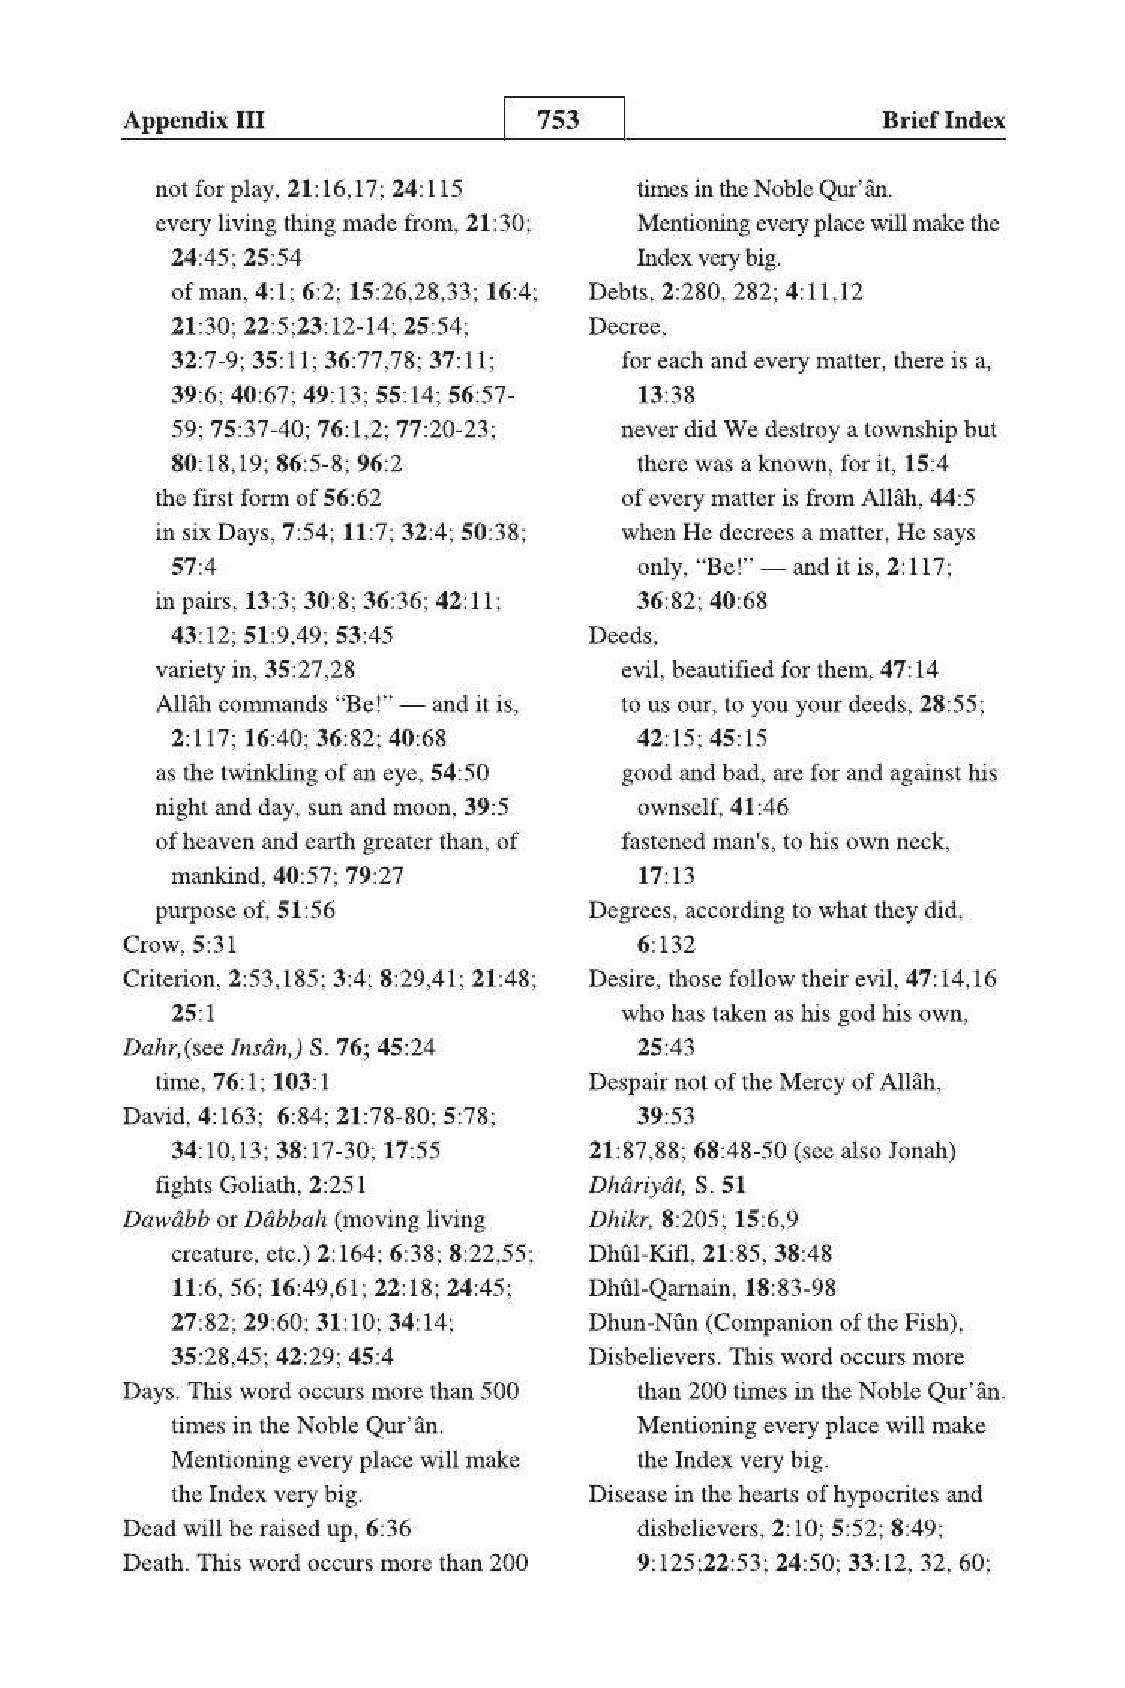 Appendix III 753 Brief Index
not for play, 21:16,17; 24:115
every living thing made from, 21:30;
24:45; 25:54
of man, 4:1; 6:2; 15:26,28,33; 16:4;
21:30; 22:5;23:12-14; 25:54;
32:7-9; 35:11; 36:77,78; 37:11;
39:6; 40:67; 49:13; 55:14; 56:57-
59; 75:37-40; 76:1,2; 77:20-23;
80:18,19; 86:5-8; 96:2
the first form of 56:62
in six Days, 7:54; 11:7; 32:4; 50:38;
57:4
in pairs, 13:3; 30:8; 36:36; 42:11;
43:12; 51:9,49; 53:45
variety in, 35:27,28
Allâh commands “Be!” — and it is,
2:117; 16:40; 36:82; 40:68
as the twinkling of an eye, 54:50
night and day, sun and moon, 39:5
of heaven and earth greater than, of
mankind, 40:57; 79:27
purpose of, 51:56
Crow, 5:31
Criterion, 2:53,185; 3:4; 8:29,41; 21:48;
25:1
Dahr,(see Insân,) S. 76; 45:24
time, 76:1; 103:1
David, 4:163; 6:84; 21:78-80; 5:78;
34:10,13; 38:17-30; 17:55
fights Goliath, 2:251
Dawâbb or Dâbbah (moving living
creature, etc.) 2:164; 6:38; 8:22,55;
11:6, 56; 16:49,61; 22:18; 24:45;
27:82; 29:60; 31:10; 34:14;
35:28,45; 42:29; 45:4
Days. This word occurs more than 500
times in the Noble Qur’ân.
Mentioning every place will make
the Index very big.
Dead will be raised up, 6:36
Death. This word occurs more than 200
times in the Noble Qur’ân.
Mentioning every place will make the
Index very big.
Debts, 2:280, 282; 4:11,12
Decree,
for each and every matter, there is a,
13:38
never did We destroy a township but
there was a known, for it, 15:4
of every matter is from Allâh, 44:5
when He decrees a matter, He says
only, “Be!” — and it is, 2:117;
36:82; 40:68
Deeds,
evil, beautified for them, 47:14
to us our, to you your deeds, 28:55;
42:15; 45:15
good and bad, are for and against his
ownself, 41:46
fastened man's, to his own neck,
17:13
Degrees, according to what they did,
6:132
Desire, those follow their evil, 47:14,16
who has taken as his god his own,
25:43
Despair not of the Mercy of Allâh,
39:53
21:87,88; 68:48-50 (see also Jonah)
Dhâriyât, S. 51
Dhikr, 8:205; 15:6,9
Dhûl-Kifl, 21:85, 38:48
Dhûl-Qarnain, 18:83-98
Dhun-Nûn (Companion of the Fish),
Disbelievers. This word occurs more
than 200 times in the Noble Qur’ân.
Mentioning every place will make
the Index very big.
Disease in the hearts of hypocrites and
disbelievers, 2:10; 5:52; 8:49;
9:125;22:53; 24:50; 33:12, 32, 60;